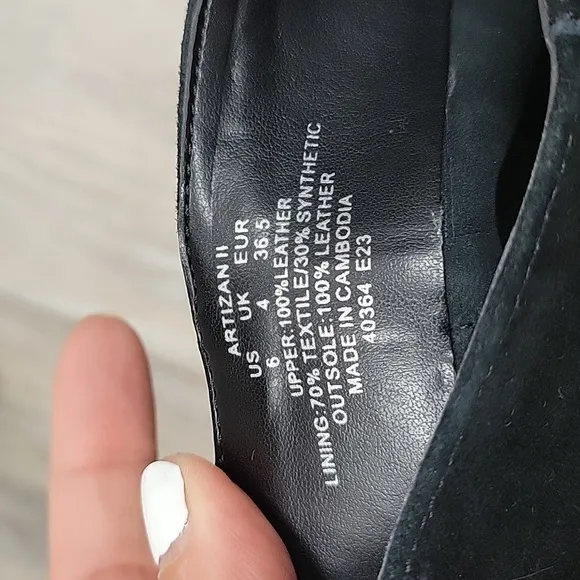 ARTIZAN II
US UK EUR
6 4 36.5
UPPER:100%LEATHER
LINING:70% TEXTILE/30% SYNTHETIC
OUTSOLE:100% LEATHER
MADE IN CAMBODIA
40364 E23